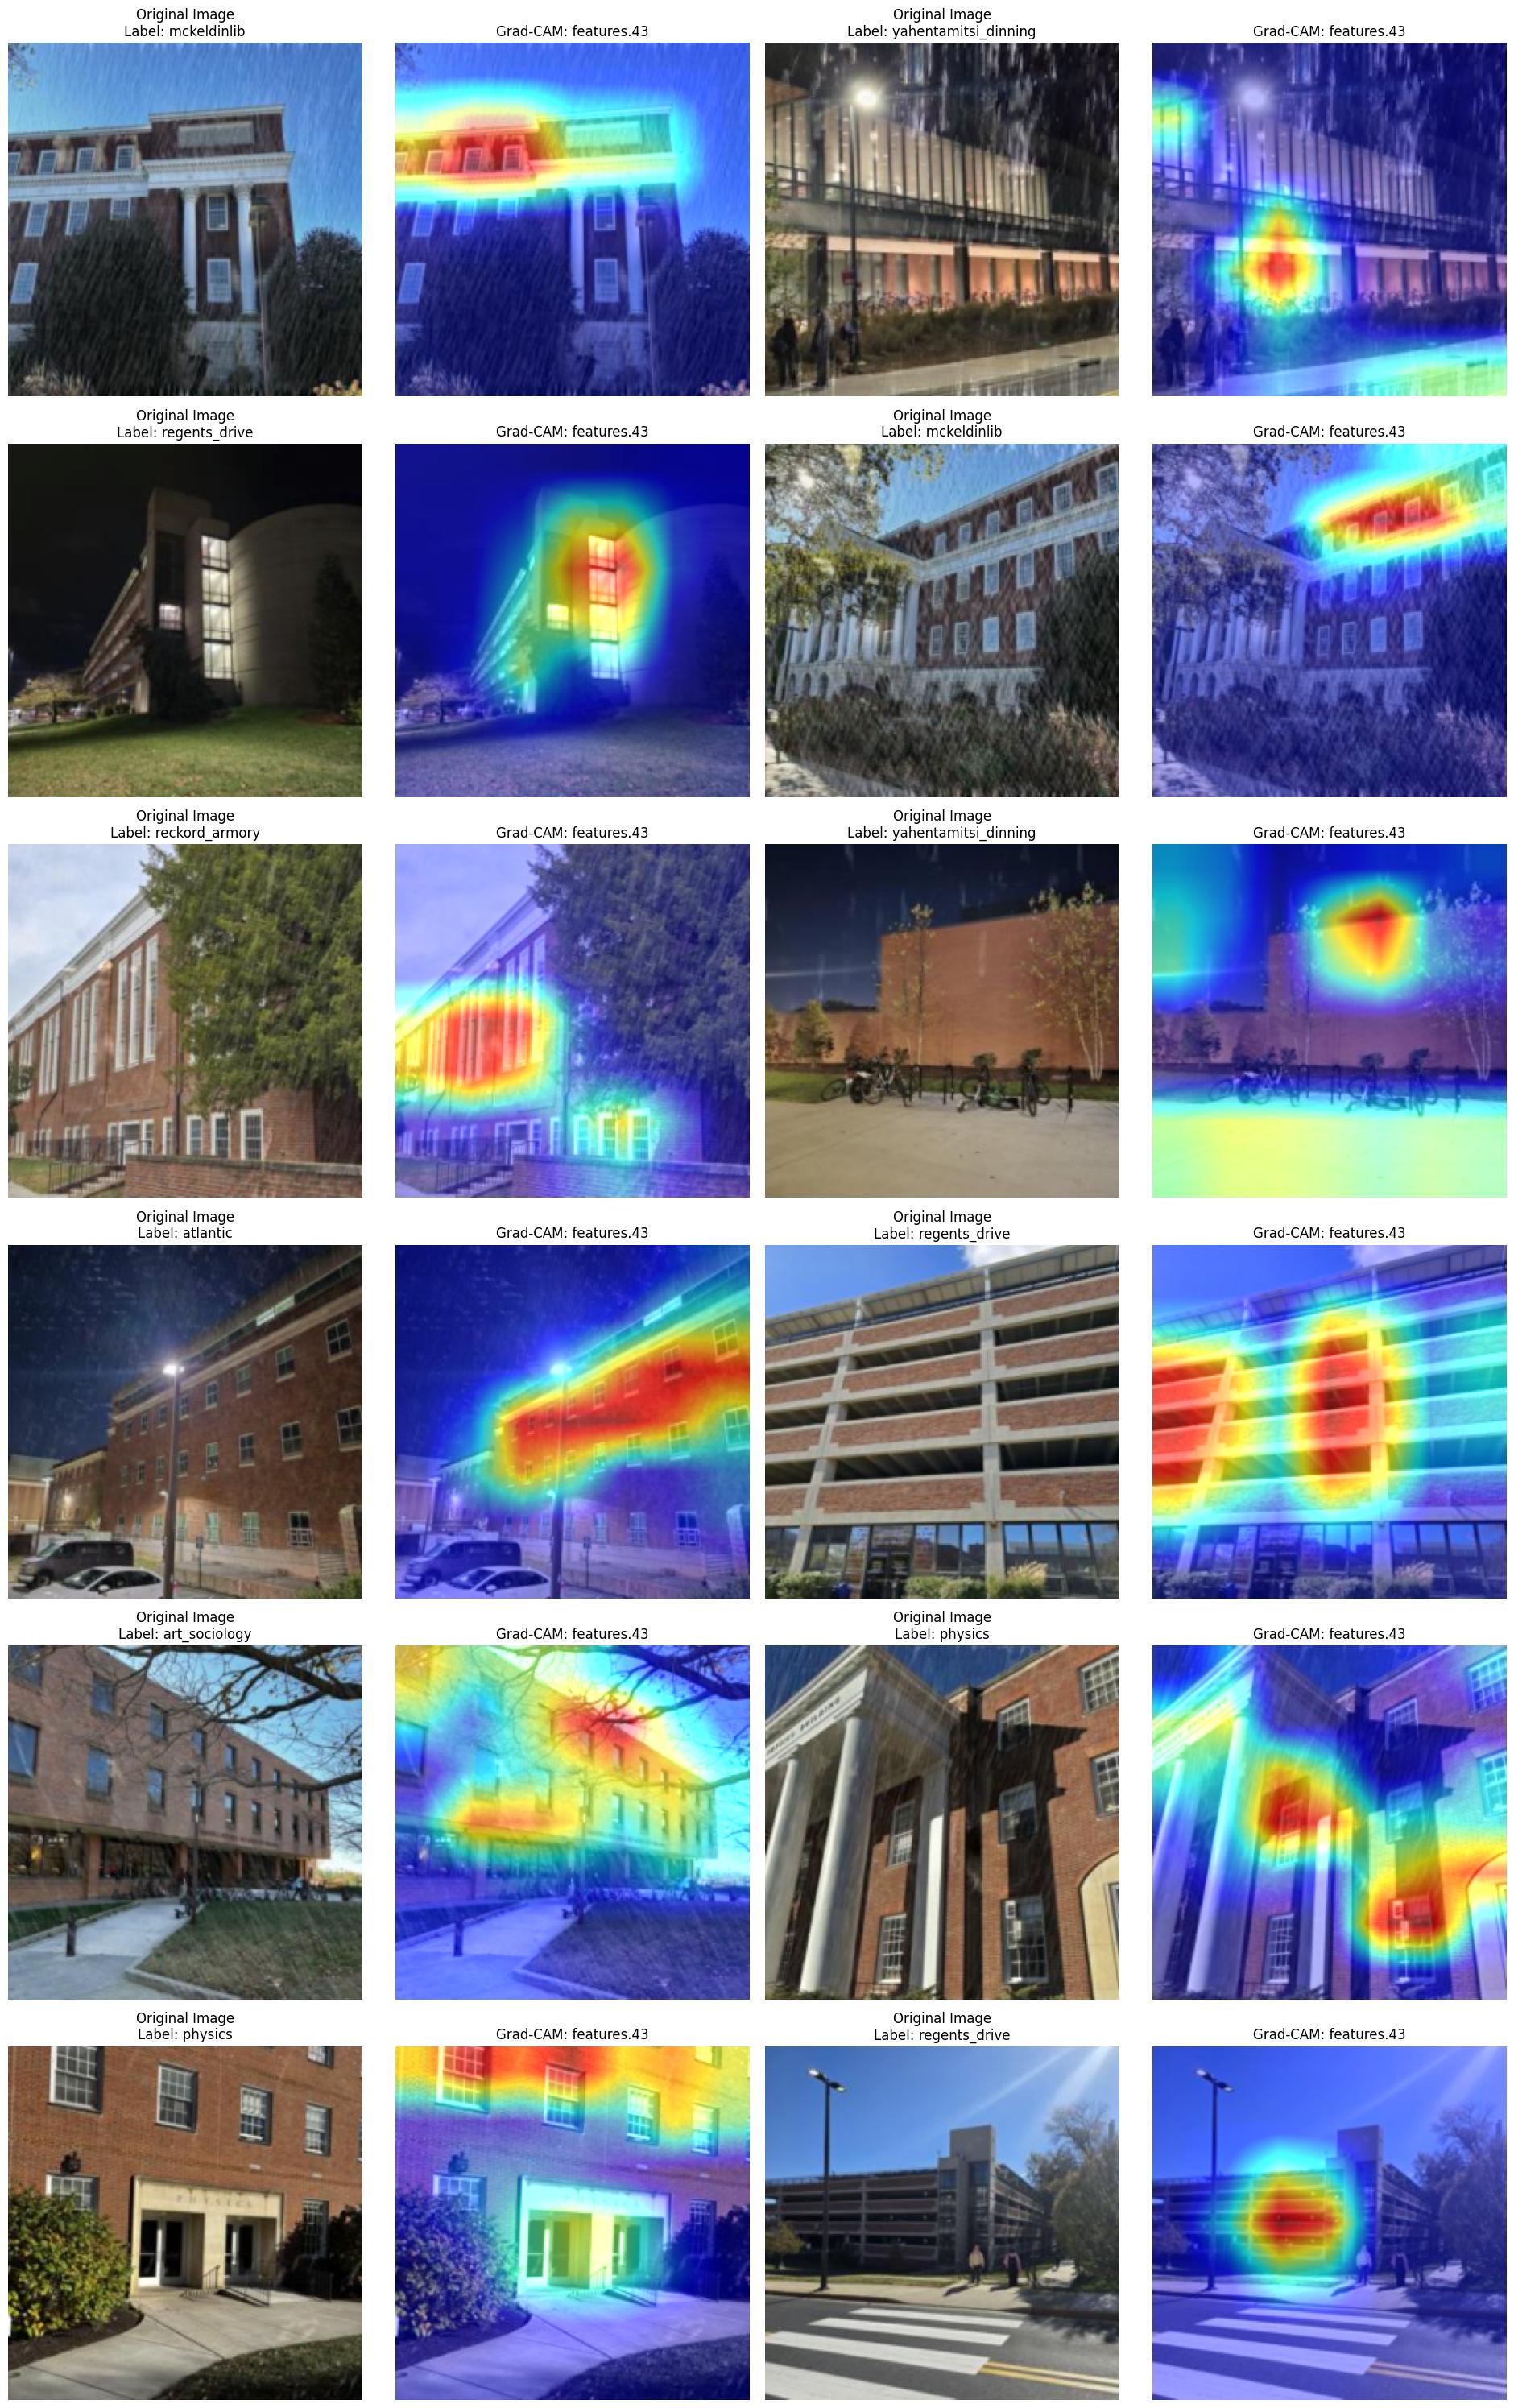 Original Image
Label: mckeldinlib
Grad-CAM: features.43
Original Image
Label: yahentamitsi_dinning
Grad-CAM: features.43
Original Image
Label: regents_drive
Grad-CAM: features.43
Original Image
Label: mckeldinlib
Grad-CAM: features.43
Original Image
Label: reckord_armory
Grad-CAM: features.43
Original Image
Label: yahentamitsi_dinning
Grad-CAM: features.43
Original Image
Label: atlantic
Grad-CAM: features.43
Original Image
Label: regents_drive
Grad-CAM: features.43
Original Image
Label: art_sociology
Grad-CAM: features.43
Original Image
Label: physics
Grad-CAM: features.43
BUILDING
Original Image
Label: physics
Grad-CAM: features.43
PHYSICS
Original Image
Label: regents_drive
Grad-CAM: features.43